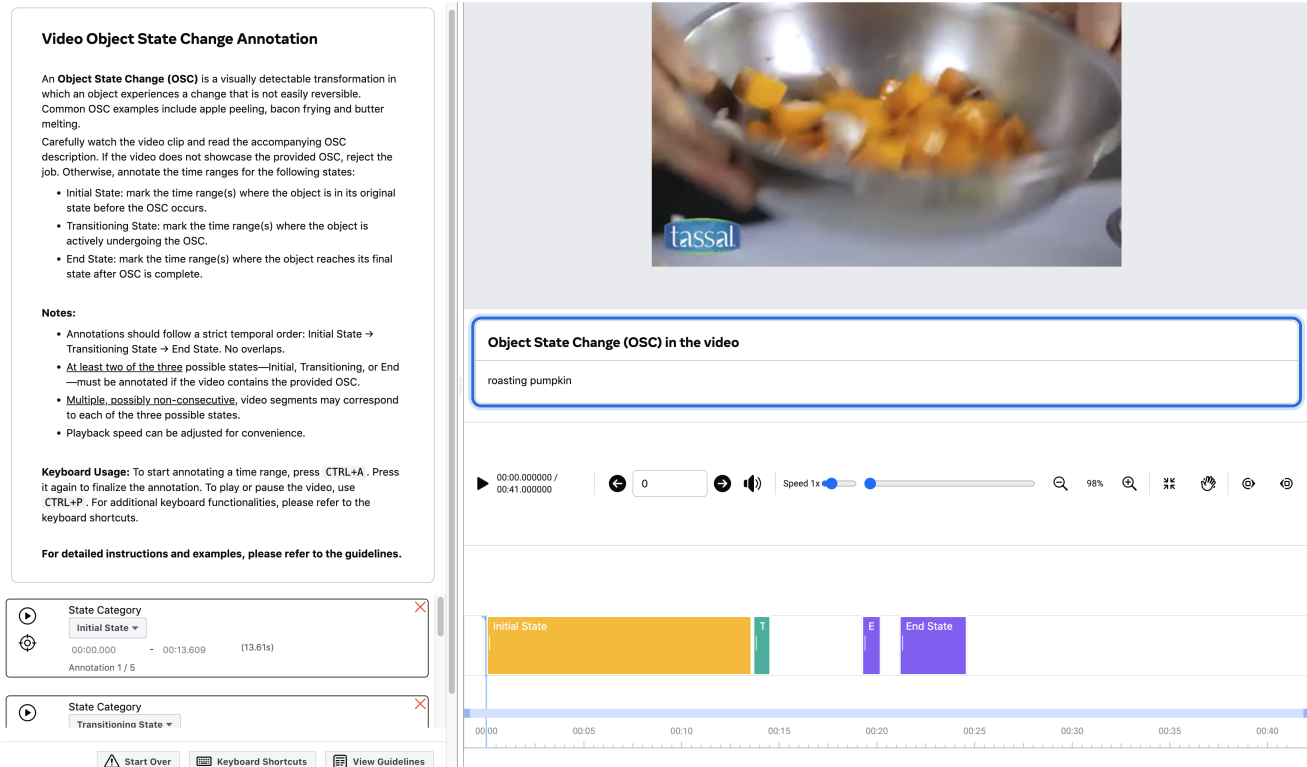 Video Object State Change Annotation
An Object State Change (OSC) is a visually detectable transformation in
which an object experiences a change that is not easily reversible.
Common OSC examples include apple peeling, bacon frying and butter
melting.
Carefully watch the video clip and read the accompanying OSC
description. If the video does not showcase the provided OSC, reject the
job. Otherwise, annotate the time ranges for the following states:
• Initial State: mark the time range(s) where the object is in its original
state before the OSC occurs.
• Transitioning State: mark the time range(s) where the object is
actively undergoing the OSC.
• End State: mark the time range(s) where the object reaches its final
state after OSC is complete.
Notes:
• Annotations should follow a strict temporal order: Initial State →
Transitioning State → End State. No overlaps.
• At least two of the three possible states—Initial, Transitioning, or End
—must be annotated if the video contains the provided OSC.
• Multiple, possibly non-consecutive, video segments may correspond
to each of the three possible states.
• Playback speed can be adjusted for convenience.
Keyboard Usage: To start annotating a time range, press CTRL+A. Press
it again to finalize the annotation. To play or pause the video, use
CTRL+P. For additional keyboard functionalities, please refer to the
keyboard shortcuts.
For detailed instructions and examples, please refer to the guidelines.
State Category
Initial State
00:00.000 - 00:13.609 (13.61s)
Annotation 1 / 5
State Category
Transitioning State
Start Over Keyboard Shortcuts View Guidelines
tassal
Object State Change (OSC) in the video
roasting pumpkin
00:00.000000 /
00:41.000000
0
Speed 1x
98%
Initial State T E End State
00:00 00:05 00:10 00:15 00:20 00:25 00:30 00:35 00:40